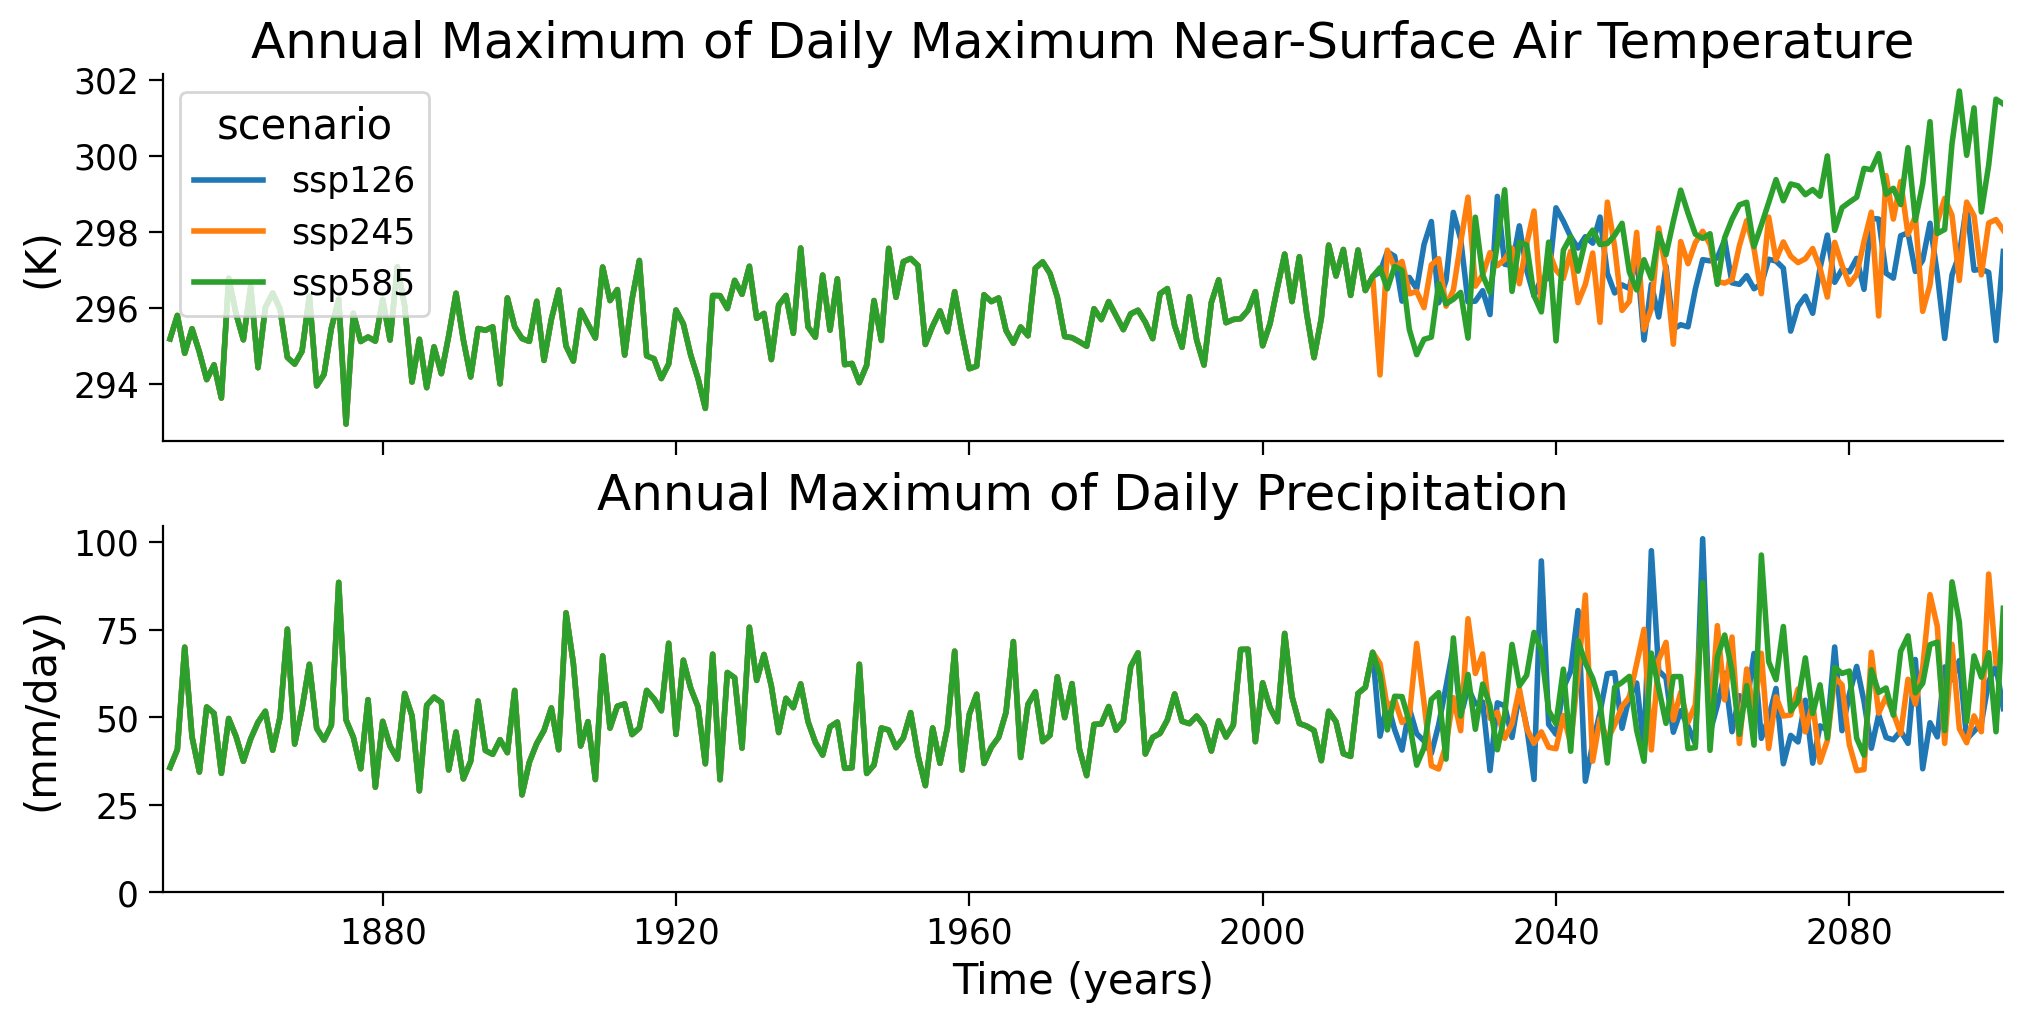 Annual Maximum of Daily Maximum Near-Surface Air Temperature
302
300
298
296
294
(K)
scenario
ssp126
ssp245
ssp585
Annual Maximum of Daily Precipitation
100
75
50
25
0
(mm/day)
1880 1920 1960 2000 2040 2080
Time (years)